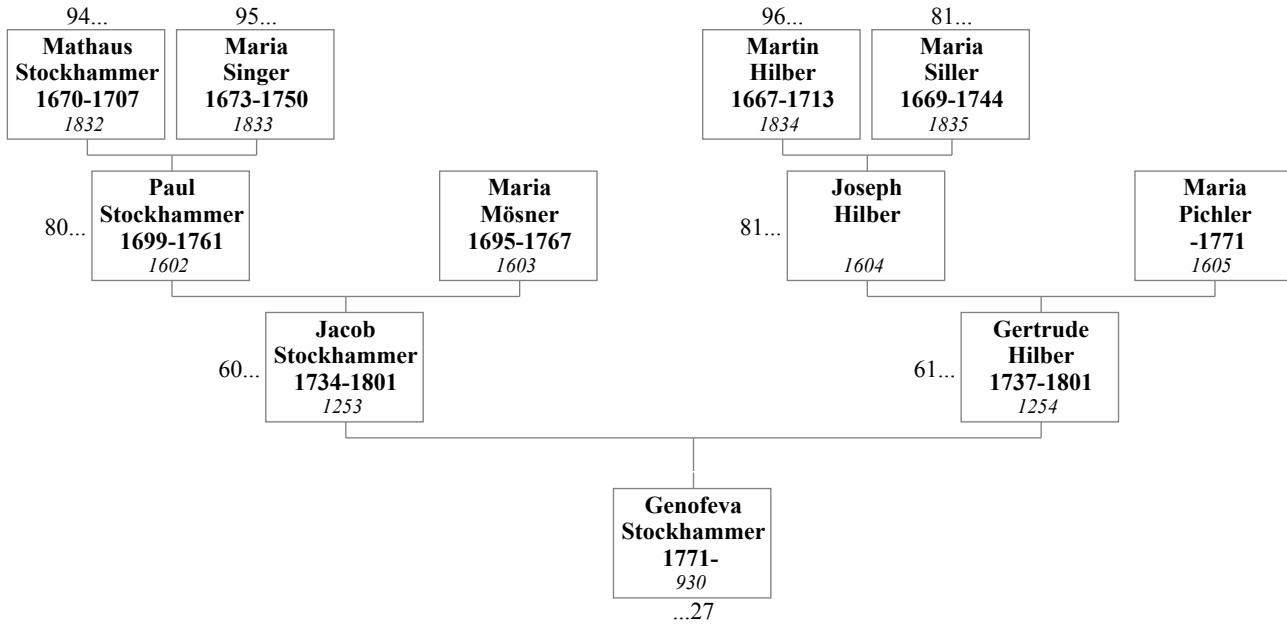 94...
Mathaus
Stockhammer
1670-1707
1832
95...
Maria
Singer
1673-1750
1833
96...
Martin
Hilber
1667-1713
1834
81...
Maria
Siller
1669-1744
1835
80...
Paul
Stockhammer
1699-1761
1602
Maria
Mösner
1695-1767
1603
81...
Joseph
Hilber
1604
Maria
Pichler
-1771
1605
60...
Jacob
Stockhammer
1734-1801
1253
61...
Gertrude
Hilber
1737-1801
1254
Genofeva
Stockhammer
1771-
930
...27